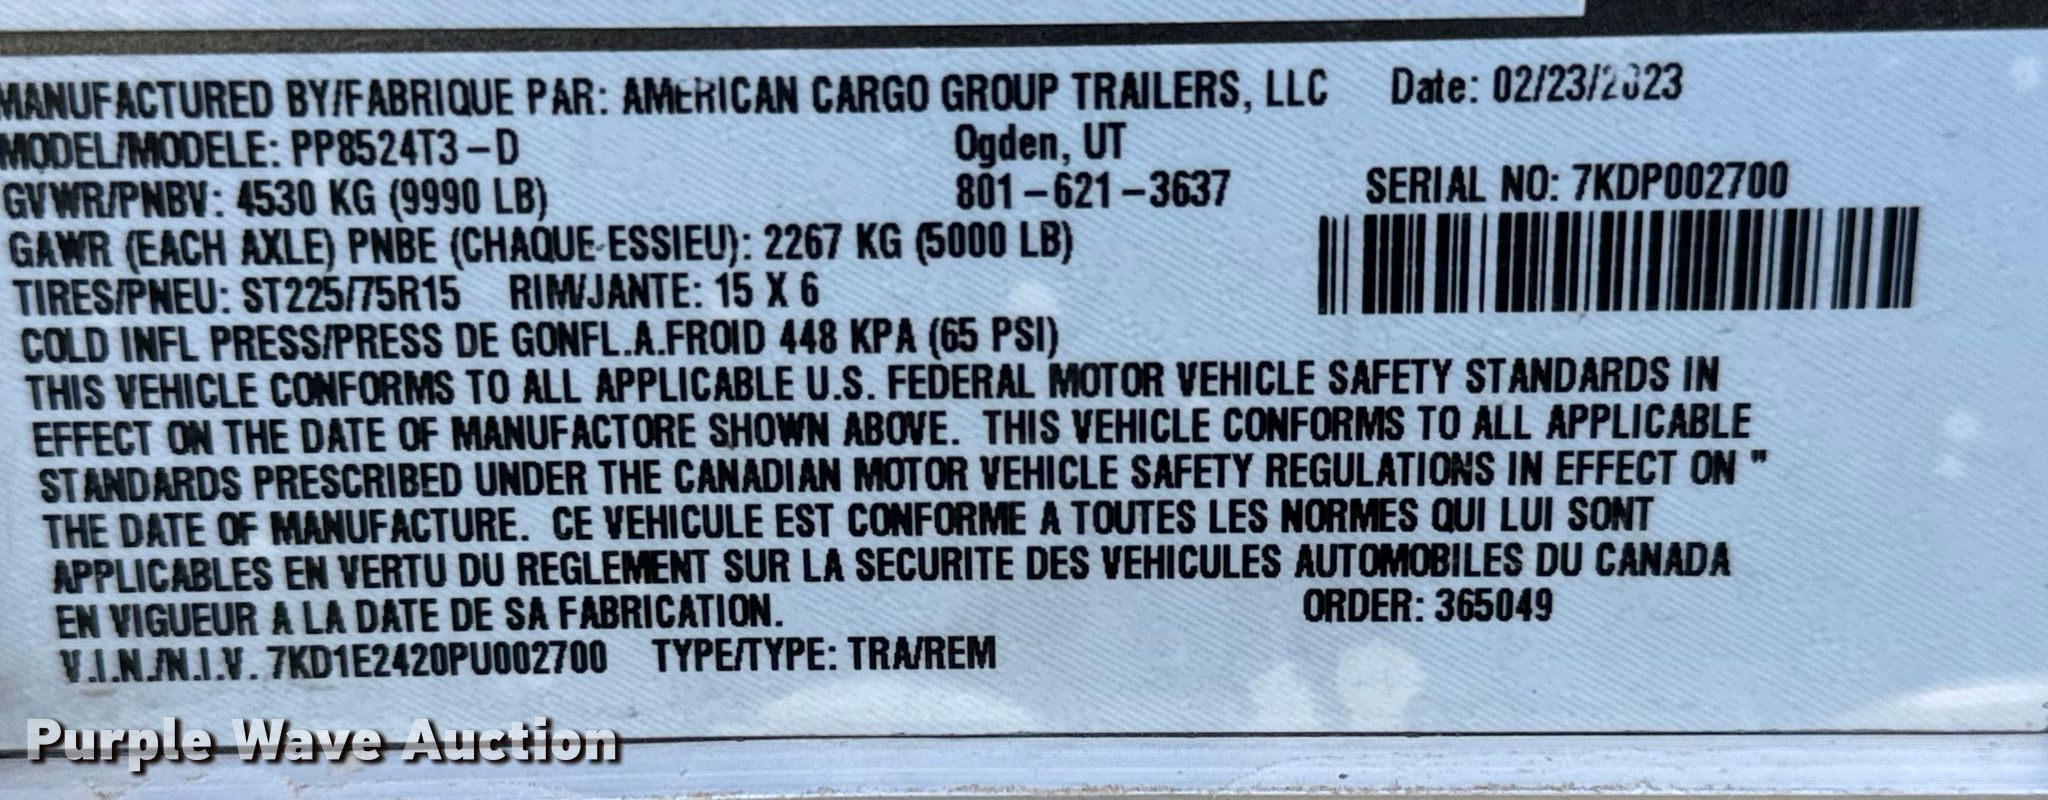 MANUFACTURED BY/FABRIQUE PAR: AMERICAN CARGO GROUP TRAILERS, LLC Date: 02/23/2023
MODEL/MODELE: PP8524T3-D Ogden, UT
GVWR/PNBV: 4530 KG (9990 LB) 801-621-3637 SERIAL NO: 7KDP002700
GAWR (EACH AXLE) PNBE (CHAQUE-ESSIEU): 2267 KG (5000 LB)
TIRES/PNEU: ST225/75R15 RIM/JANTE: 15 X 6
COLD INFL PRESS/PRESS DE GONFL.A.FROID 448 KPA (65 PSI)
THIS VEHICLE CONFORMS TO ALL APPLICABLE U.S. FEDERAL MOTOR VEHICLE SAFETY STANDARDS IN
EFFECT ON THE DATE OF MANUFACTORE SHOWN ABOVE. THIS VEHICLE CONFORMS TO ALL APPLICABLE
STANDARDS PRESCRIBED UNDER THE CANADIAN MOTOR VEHICLE SAFETY REGULATIONS IN EFFECT ON "
THE DATE OF MANUFACTURE. CE VEHICULE EST CONFORME A TOUTES LES NORMES QUI LUI SONT
APPLICABLES EN VERTU DU REGLEMENT SUR LA SECURITE DES VEHICULES AUTOMOBILES DU CANADA
EN VIGUEUR A LA DATE DE SA FABRICATION. ORDER: 365049
V.I.N./N.I.V. 7KD1E2420PU002700 TYPE/TYPE: TRA/REM
Purple Wave Auction